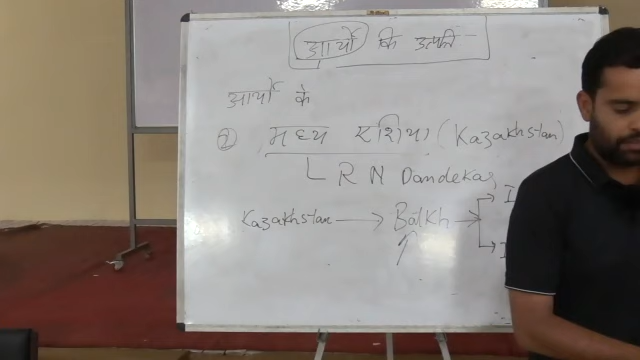 आर्यों कि उत्पत्ती
आर्यों के
② मध्य एशिया (Kazakhstan)
R N Dandekar
Kazakhstan → Balkh →